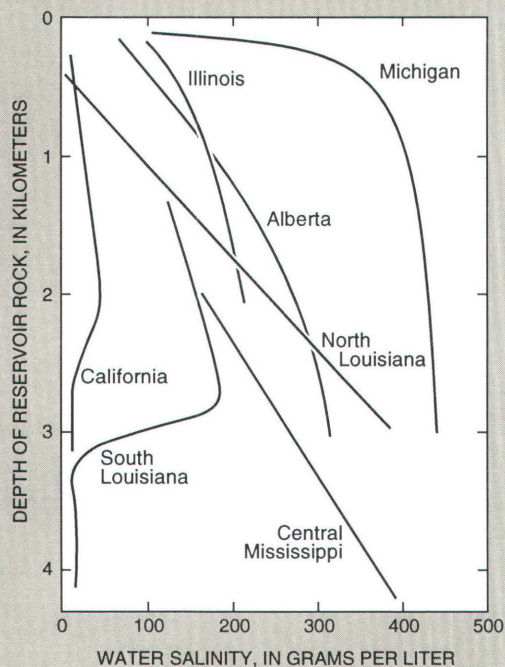 0
Illinois
Michigan
1
Alberta
2
North
Louisiana
California
3
South
Louisiana
Central
Mississippi
4
0 100 200 300 400 500
DEPTH OF RESERVOIR ROCK, IN KILOMETERS
WATER SALINITY, IN GRAMS PER LITER